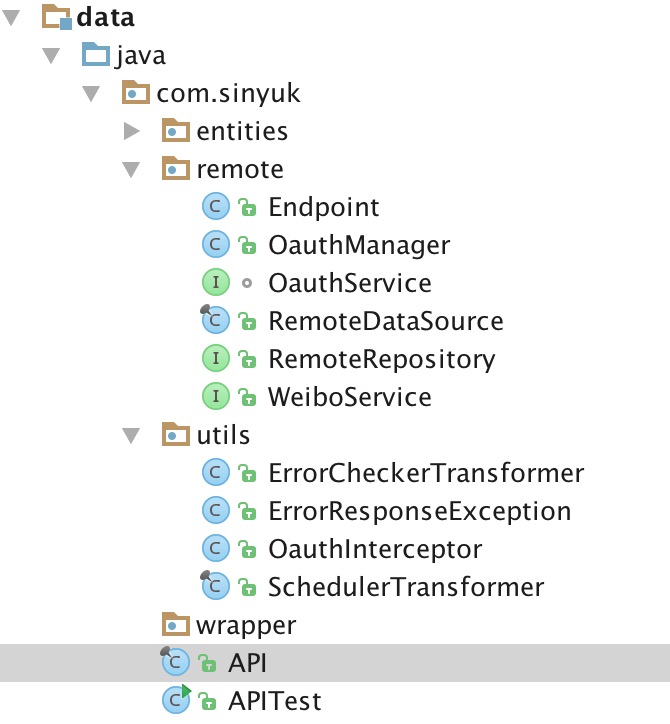 data
java
com.sinyuk
entities
remote
Endpoint
OauthManager
OauthService
RemoteDataSource
RemoteRepository
WeiboService
utils
ErrorCheckerTransformer
ErrorResponseException
OauthInterceptor
SchedulerTransformer
wrapper
API
APITest